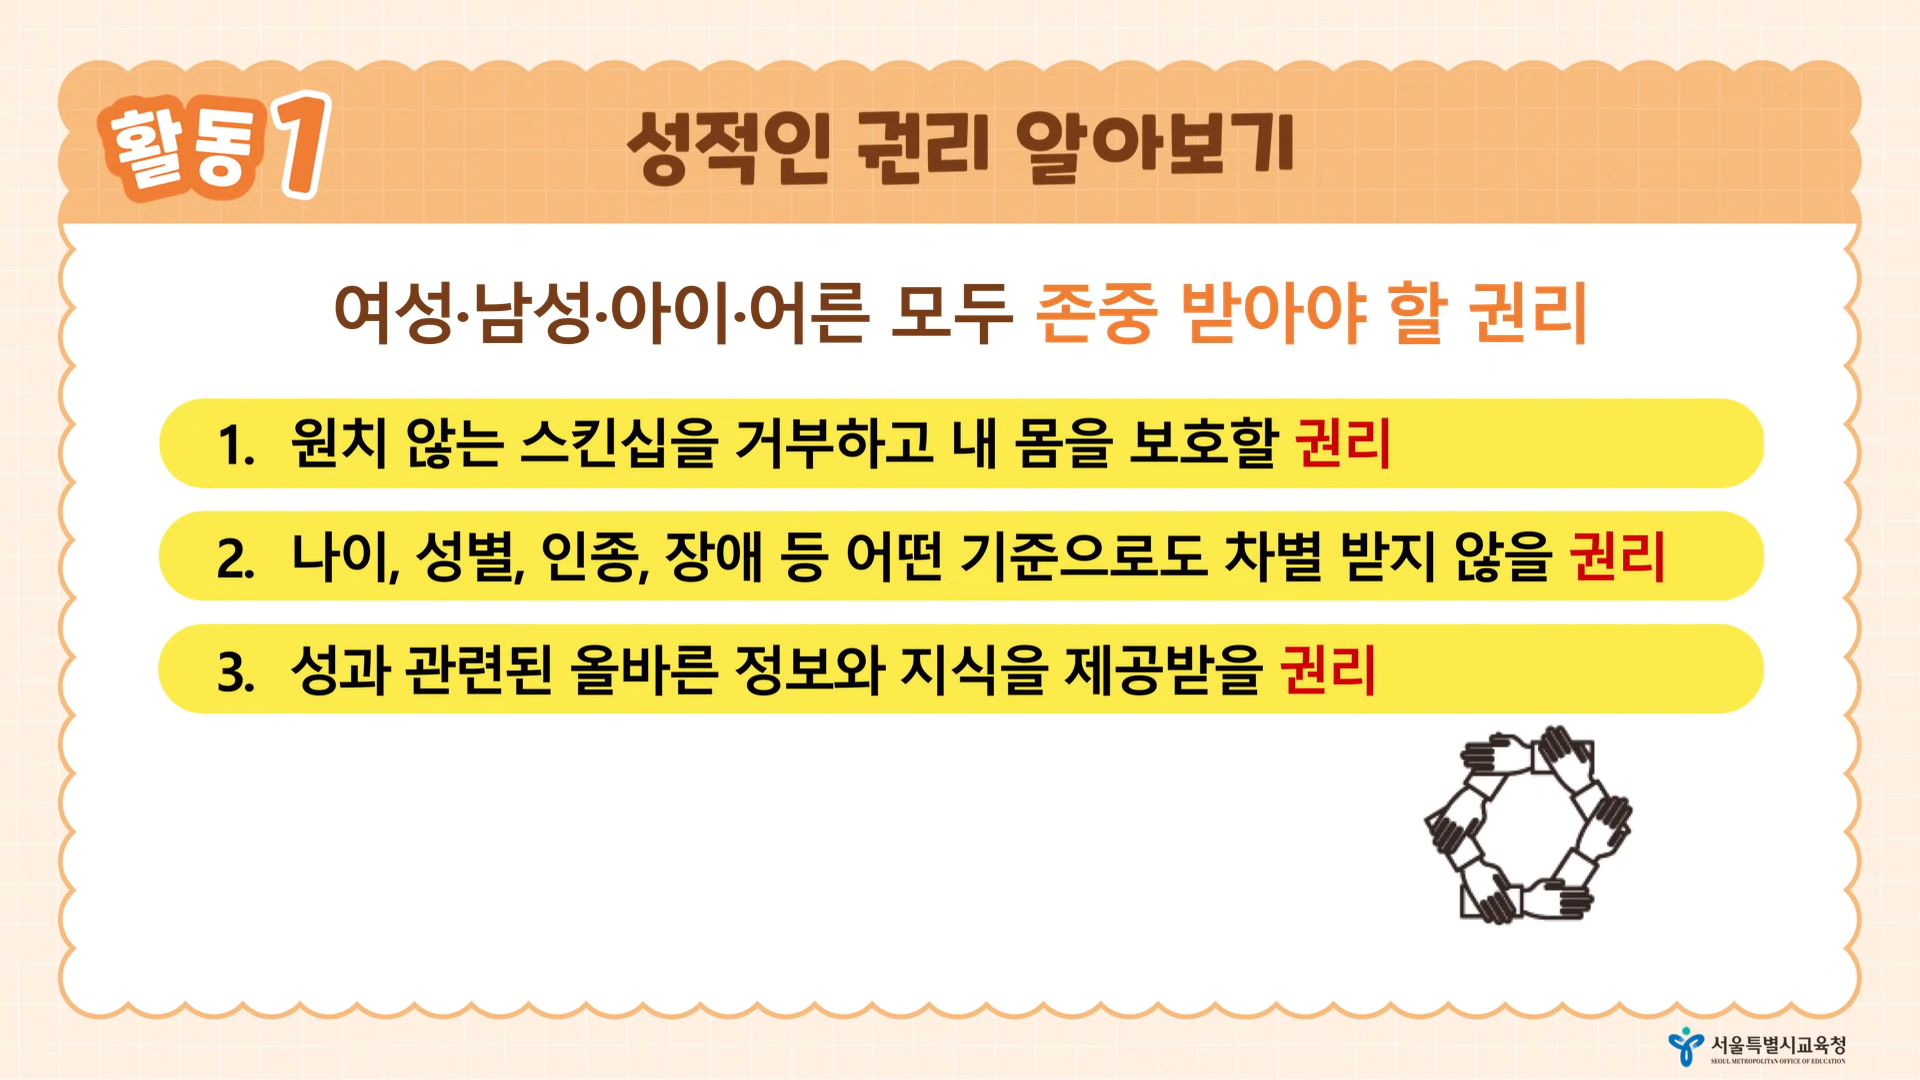 활동1
성적인 권리 알아보기
여성·남성·아이·어른 모두 존중 받아야 할 권리
1. 원치 않는 스킨십을 거부하고 내 몸을 보호할 권리
2. 나이, 성별, 인종, 장애 등 어떤 기준으로도 차별 받지 않을 권리
3. 성과 관련된 올바른 정보와 지식을 제공받을 권리
서울특별시교육청
SEOUL METROPOLITAN OFFICE OF EDUCATION